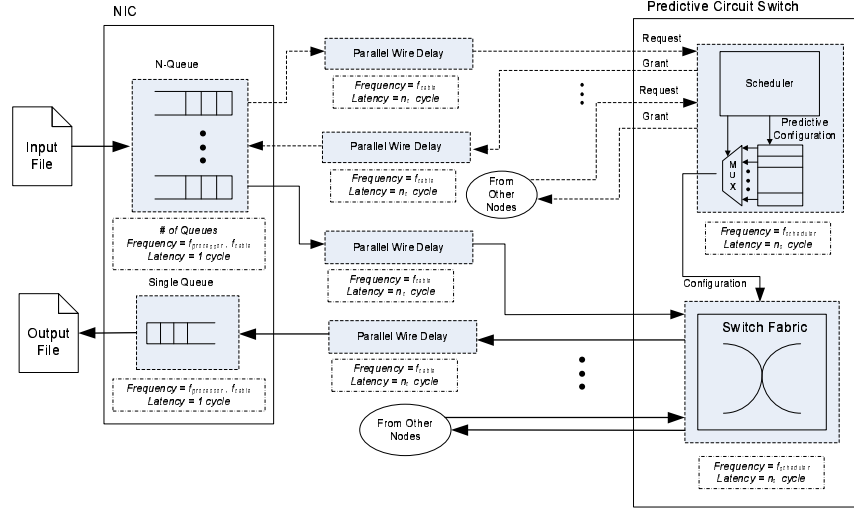 NIC
Predictive Circuit Switch
N-Queue
Input
File
# of Queues
Frequency = fprocessor, fcable
Latency = 1 cycle
Single Queue
Output
File
Frequency = fprocessor, fcable
Latency = 1 cycle
Parallel Wire Delay
Frequency = fcable
Latency = nc cycle
Parallel Wire Delay
Frequency = fcable
Latency = nc cycle
Parallel Wire Delay
Frequency = fcable
Latency = nc cycle
Parallel Wire Delay
Frequency = fcable
Latency = nc cycle
Request
Grant
Request
Grant
From
Other
Nodes
From Other
Nodes
Scheduler
Predictive
Configuration
MUX
Frequency = fscheduler
Latency = ns cycle
Configuration
Switch Fabric
Frequency = fscheduler
Latency = ns cycle